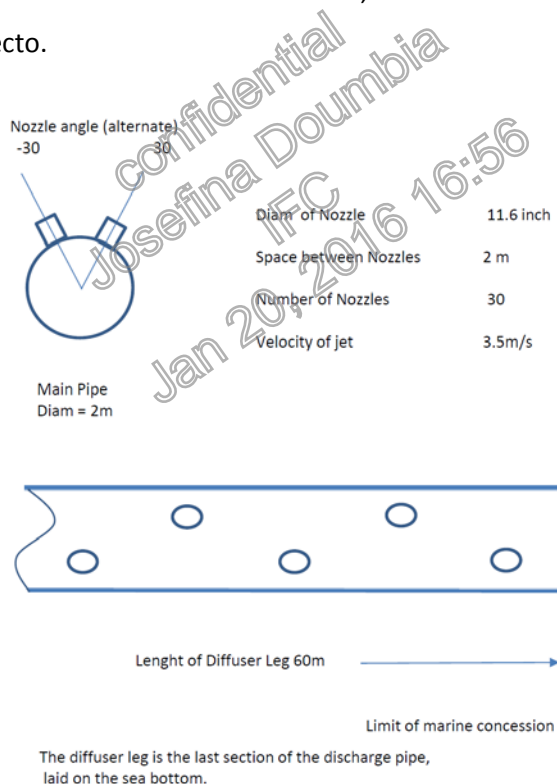 ecto.
confidential
Josefina Doumbia
IFC
Jan 20, 2016 16:56
Nozzle angle (alternate)
-30 30
Diam of Nozzle 11.6 inch
Space between Nozzles 2 m
Number of Nozzles 30
Velocity of jet 3.5m/s
Main Pipe
Diam = 2m
Lenght of Diffuser Leg 60m
Limit of marine concession
The diffuser leg is the last section of the discharge pipe,
laid on the sea bottom.